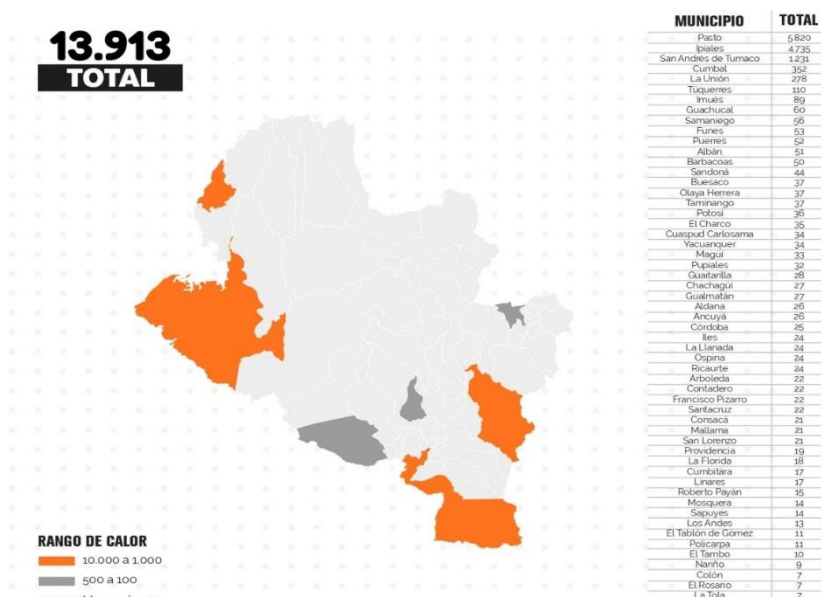 13.913
TOTAL
RANGO DE CALOR
10.000 a 1.000
500 a 100
MUNICIPIO TOTAL
Pasto 5.820
Ipiales 4.735
San Andrés de Tumaco 1.231
Cumbal 352
La Unión 278
Túquerres 110
Imués 89
Guachucal 60
Samaniego 56
Funes 53
Puerres 52
Albán 51
Barbacoas 50
Sandoná 44
Buesaco 37
Olaya Herrera 37
Taminango 37
Potosí 36
El Charco 35
Cuaspud Carlosama 34
Yacuanquer 34
Magui 33
Pupiales 32
Guaitarilla 28
Chachagüí 27
Gualmatán 27
Aldana 26
Ancuyá 26
Córdoba 25
Iles 24
La Llanada 24
Ospina 24
Ricaurte 24
Arboleda 22
Contadero 22
Francisco Pizarro 22
Santacruz 22
Consacá 21
Mallama 21
San Lorenzo 21
Providencia 19
La Florida 18
Cumbitara 17
Linares 17
Roberto Payán 15
Mosquera 14
Sapuyes 14
Los Andes 13
El Tablón de Gómez 11
Policarpa 11
El Tambo 10
Nariño 9
Colón 7
El Rosario 7
La Tola 7